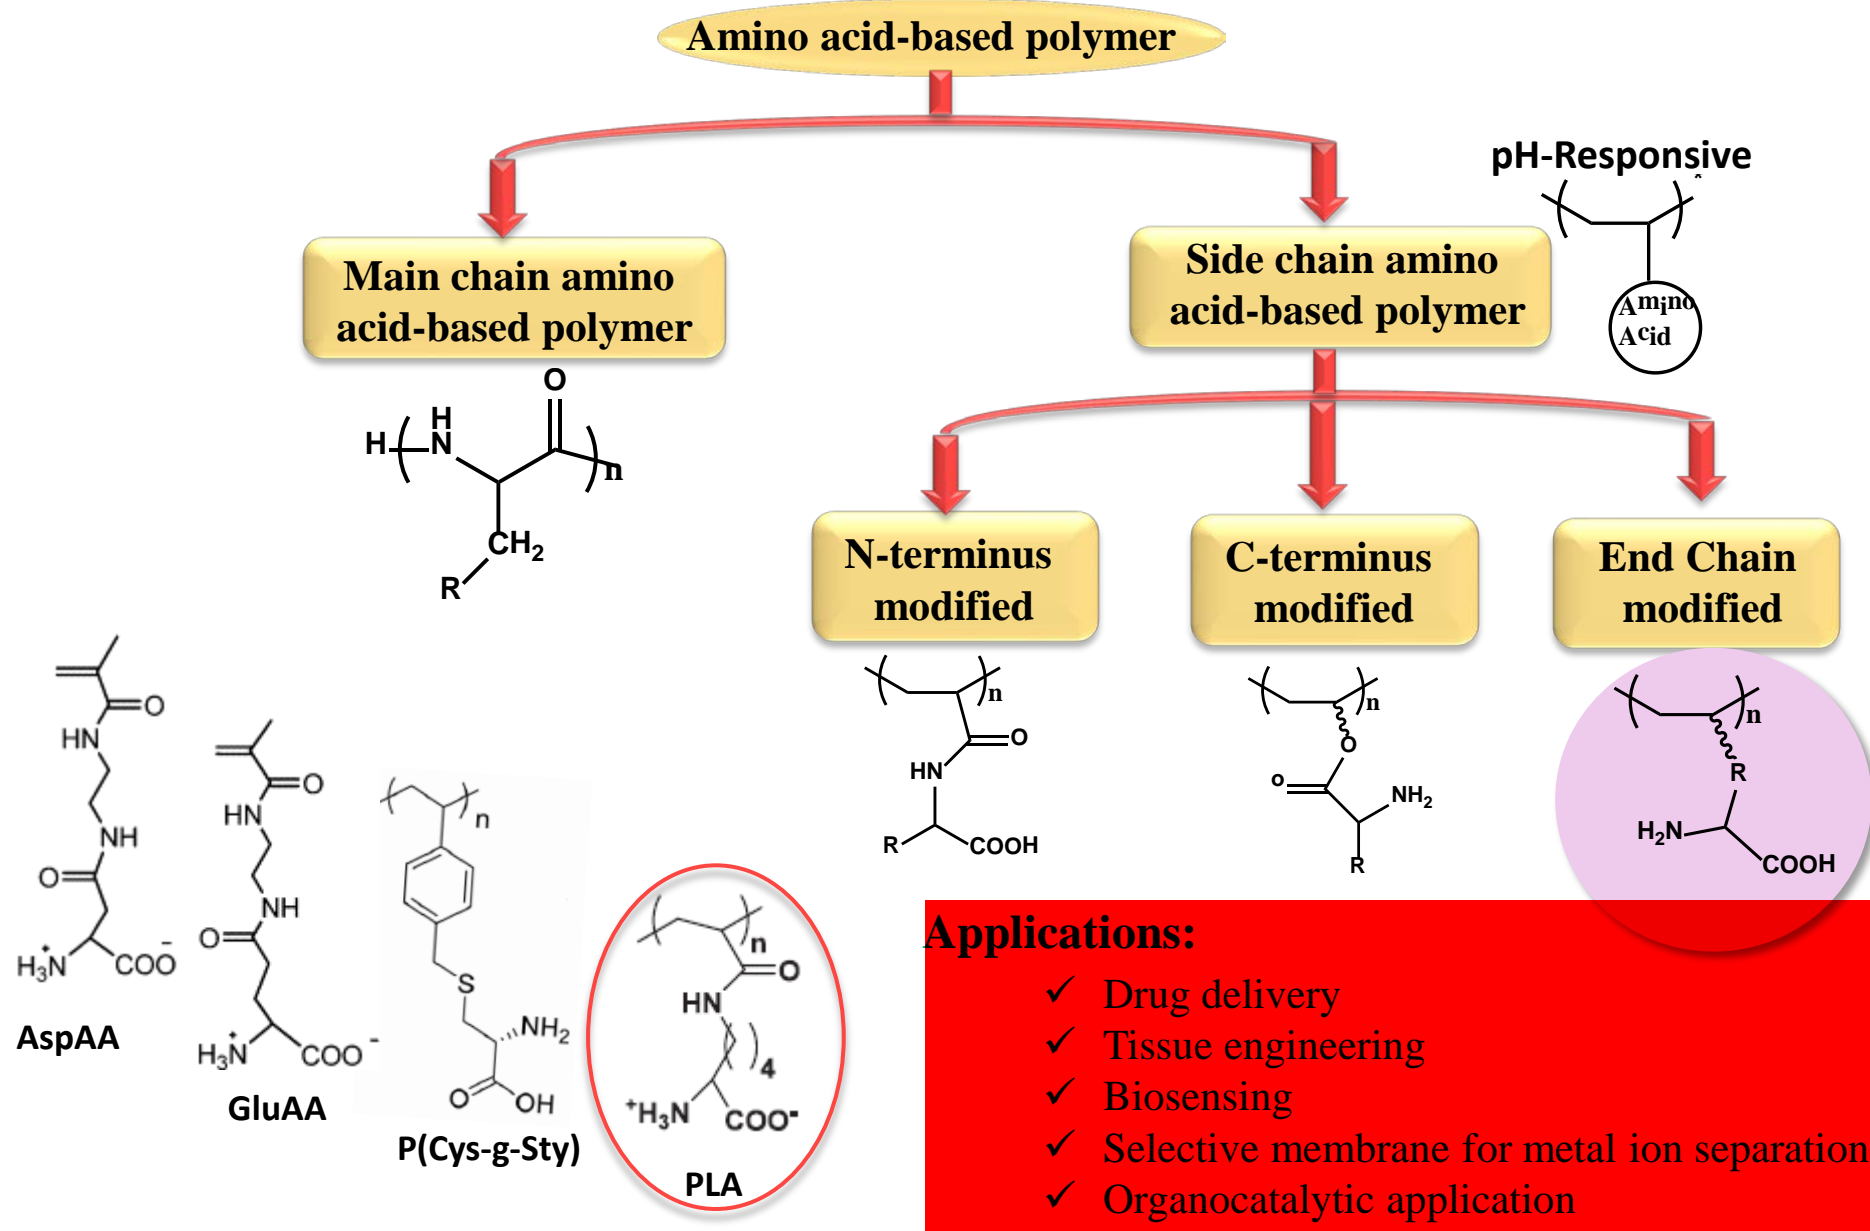 Amino acid-based polymer
pH-Responsive
Main chain amino
acid-based polymer
Side chain amino
acid-based polymer
Amino
Acid
O
H
H
N
n
CH2
R
N-terminus
modified
C-terminus
modified
End Chain
modified
n
O
HN
R
COOH
n
O
o
NH2
R
n
R
H2N
COOH
O
HN
NH
O
H3N
+
COO
−
AspAA
O
HN
NH
O
H3N
+
COO
−
GluAA
n
S
NH2
O
OH
P(Cys-g-Sty)
n
O
HN
4
+H3N
COO-
PLA
Applications:
✓ Drug delivery
✓ Tissue engineering
✓ Biosensing
✓ Selective membrane for metal ion separation
✓ Organocatalytic application